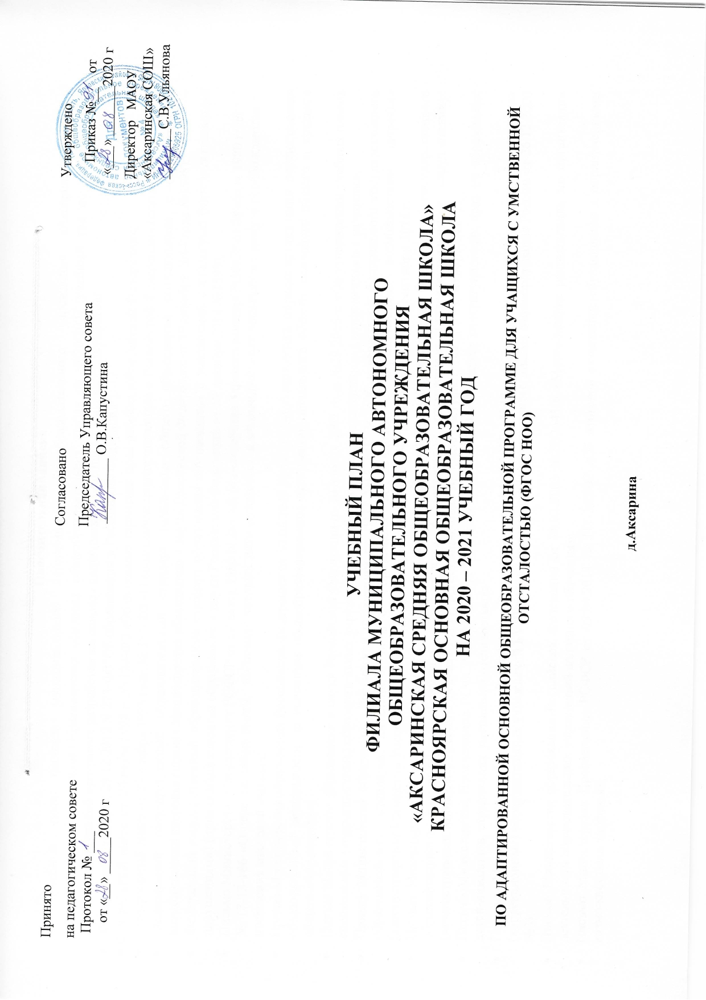 Принято
на педагогическом совете
Протокол № 1
от «28» 08 2020 г
Согласовано
Председатель Управляющего совета
О.В.Капустина
Утверждено
Приказ № 91 от
«28» 08 2020 г
Директор МАОУ
«Аксаринская СОШ»
С.В.Ульянова
Для
документов
УЧЕБНЫЙ ПЛАН
ФИЛИАЛА МУНИЦИПАЛЬНОГО АВТОНОМНОГО
ОБЩЕОБРАЗОВАТЕЛЬНОГО УЧРЕЖДЕНИЯ
«АКСАРИНСКАЯ СРЕДНЯЯ ОБЩЕОБРАЗОВАТЕЛЬНАЯ ШКОЛА»
КРАСНОЯРСКАЯ ОСНОВНАЯ ОБЩЕОБРАЗОВАТЕЛЬНАЯ ШКОЛА
НА 2020 – 2021 УЧЕБНЫЙ ГОД
ПО АДАПТИРОВАННОЙ ОСНОВНОЙ ОБЩЕОБРАЗОВАТЕЛЬНОЙ ПРОГРАММЕ ДЛЯ УЧАЩИХСЯ С УМСТВЕННОЙ
ОТСТАЛОСТЬЮ (ФГОС НОО)
д.Аксарина